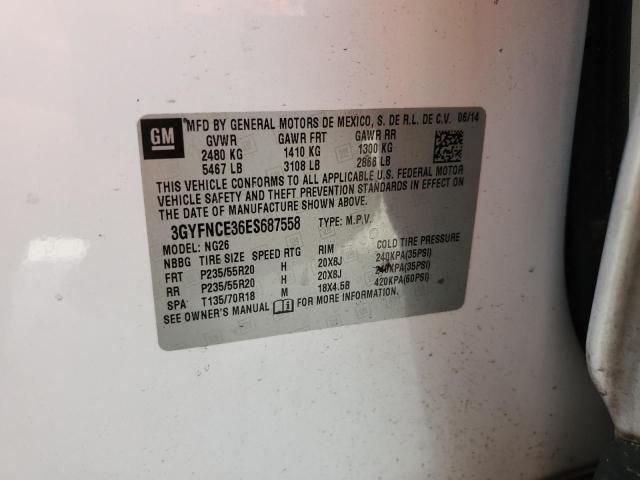 GM
MFD BY GENERAL MOTORS DE MEXICO, S. DE R.L. DE C.V. 06/14
GVWR GAWR FRT GAWR RR
2480 KG 1410 KG 1300 KG
5467 LB 3108 LB 2866 LB
THIS VEHICLE CONFORMS TO ALL APPLICABLE U.S. FEDERAL MOTOR
VEHICLE SAFETY AND THEFT PREVENTION STANDARDS IN EFFECT ON
THE DATE OF MANUFACTURE SHOWN ABOVE.
3GYFNCE36ES687558 TYPE: M.P.V.
MODEL: NG26
NBBG TIRE SIZE SPEED RTG RIM COLD TIRE PRESSURE
FRT P235/55R20 H 20X8J 240KPA(35PSI)
RR P235/55R20 H 20X8J 240KPA(35PSI)
SPA T135/70R18 M 18X4.5B 420KPA(60PSI)
SEE OWNER'S MANUAL FOR MORE INFORMATION